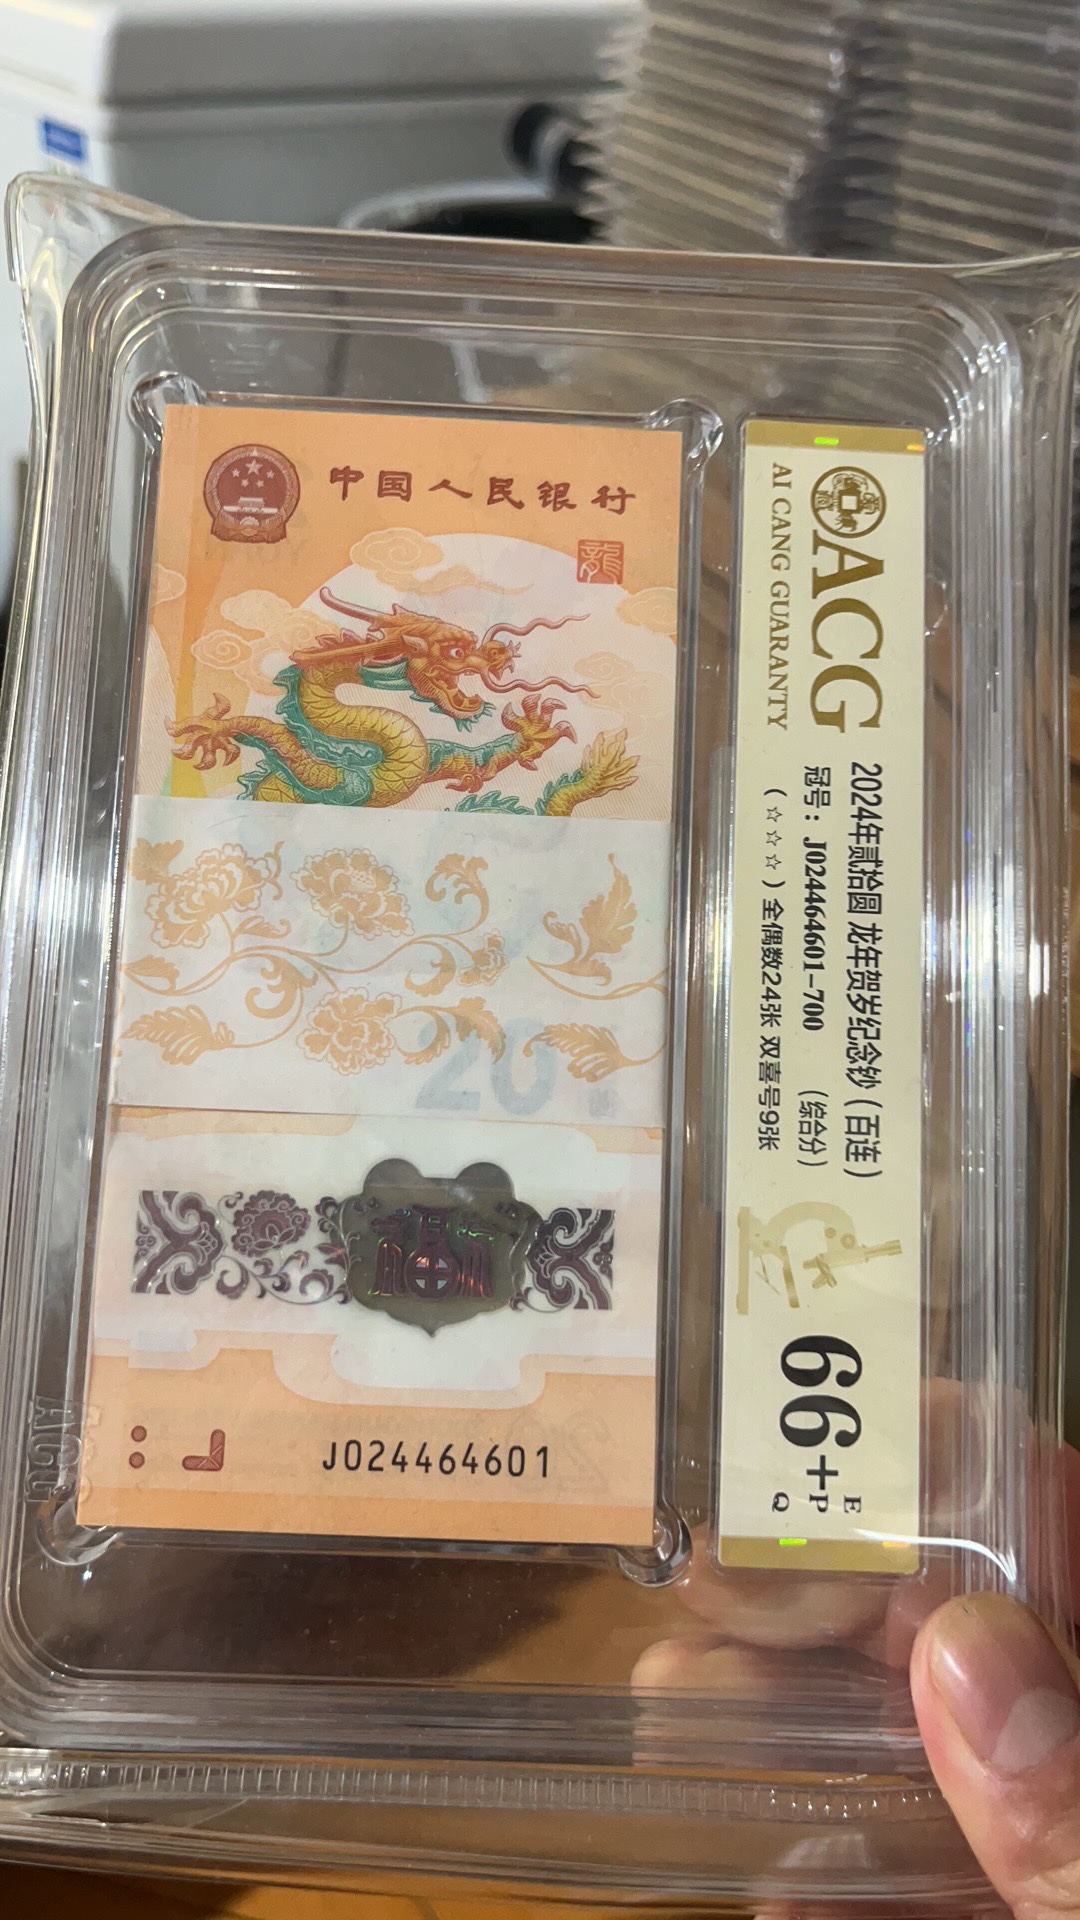 中国人民银行
龍
20
J024464601
ACG
AI CANG GUARANTY
2024年贰拾圆 龙年贺岁纪念钞（百连）
冠号：J024464601-700 （综合分）
（☆☆☆）全偶数24张 双喜号9张
66+
E
P
Q
ACG